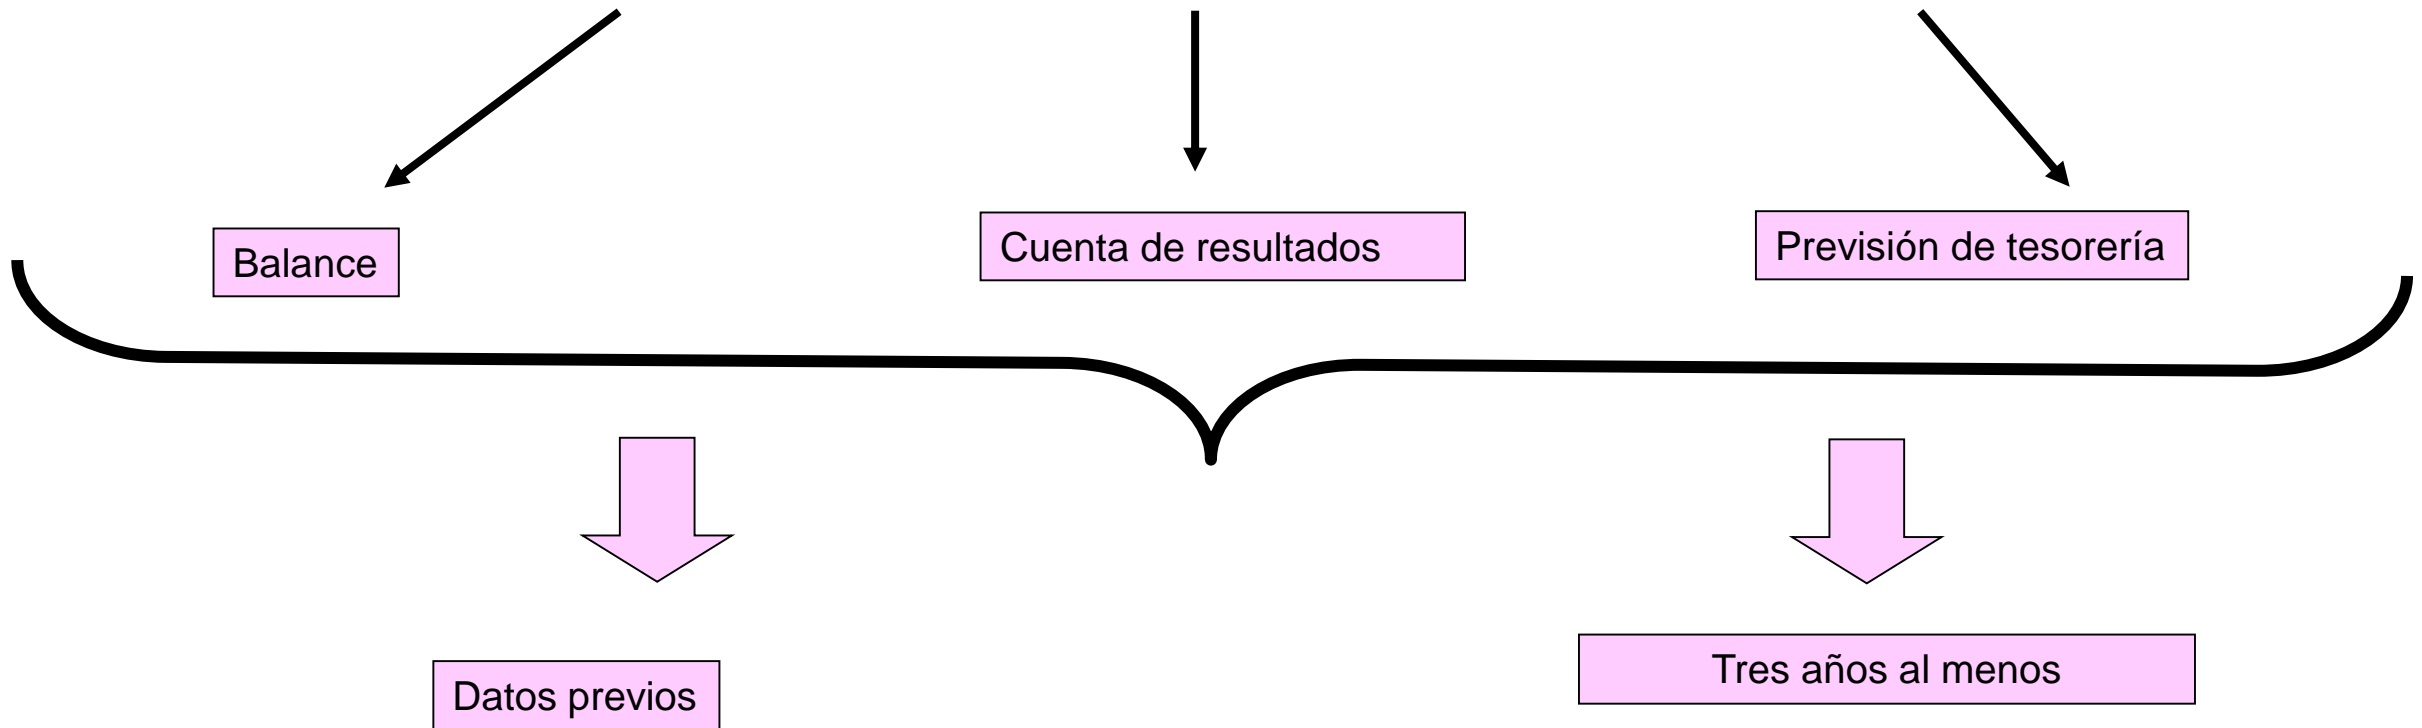 Balance
Cuenta de resultados
Previsión de tesorería
Datos previos
Tres años al menos